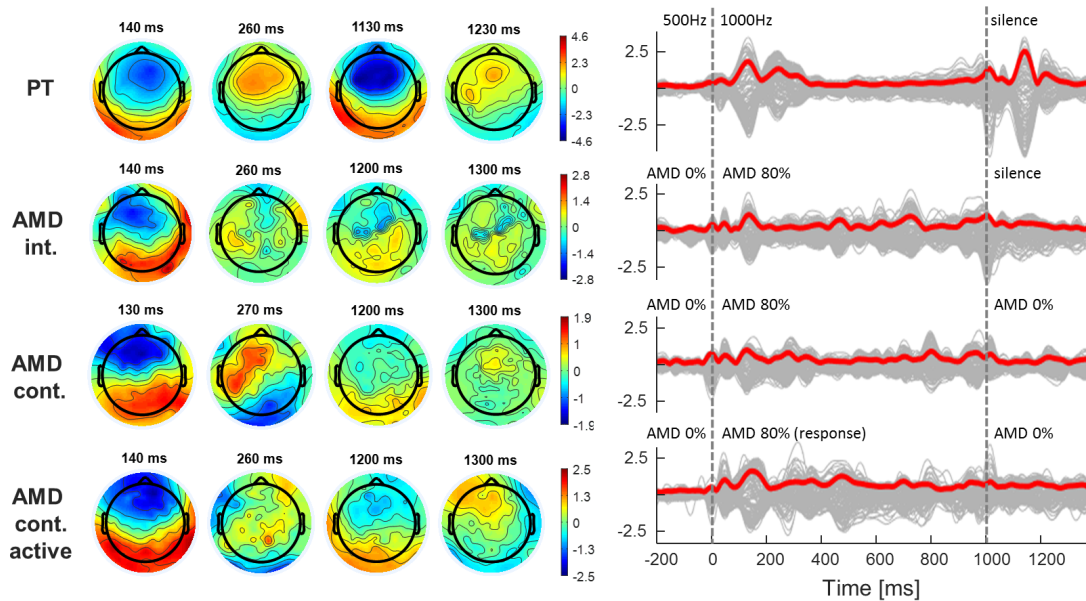 140 ms 260 ms 1130 ms 1230 ms
PT
4.6
3
2
0
-2
-3
-4.6
500Hz 1000Hz silence
2.5
-2.5
140 ms 260 ms 1200 ms 1300 ms
AMD
int.
2.8
2
1
0
-1
-2
-2.8
AMD 0% AMD 80% silence
2.5
-2.5
130 ms 270 ms 1200 ms 1300 ms
AMD
cont.
1.9
1
0
-1
-1.9
AMD 0% AMD 80% AMD 0%
2.5
-2.5
140 ms 260 ms 1200 ms 1300 ms
AMD
cont.
active
2.5
1.3
0
-1.3
-2.5
AMD 0% AMD 80% (response) AMD 0%
2.5
-2.5
-200 0 200 400 600 800 1000 1200
Time [ms]